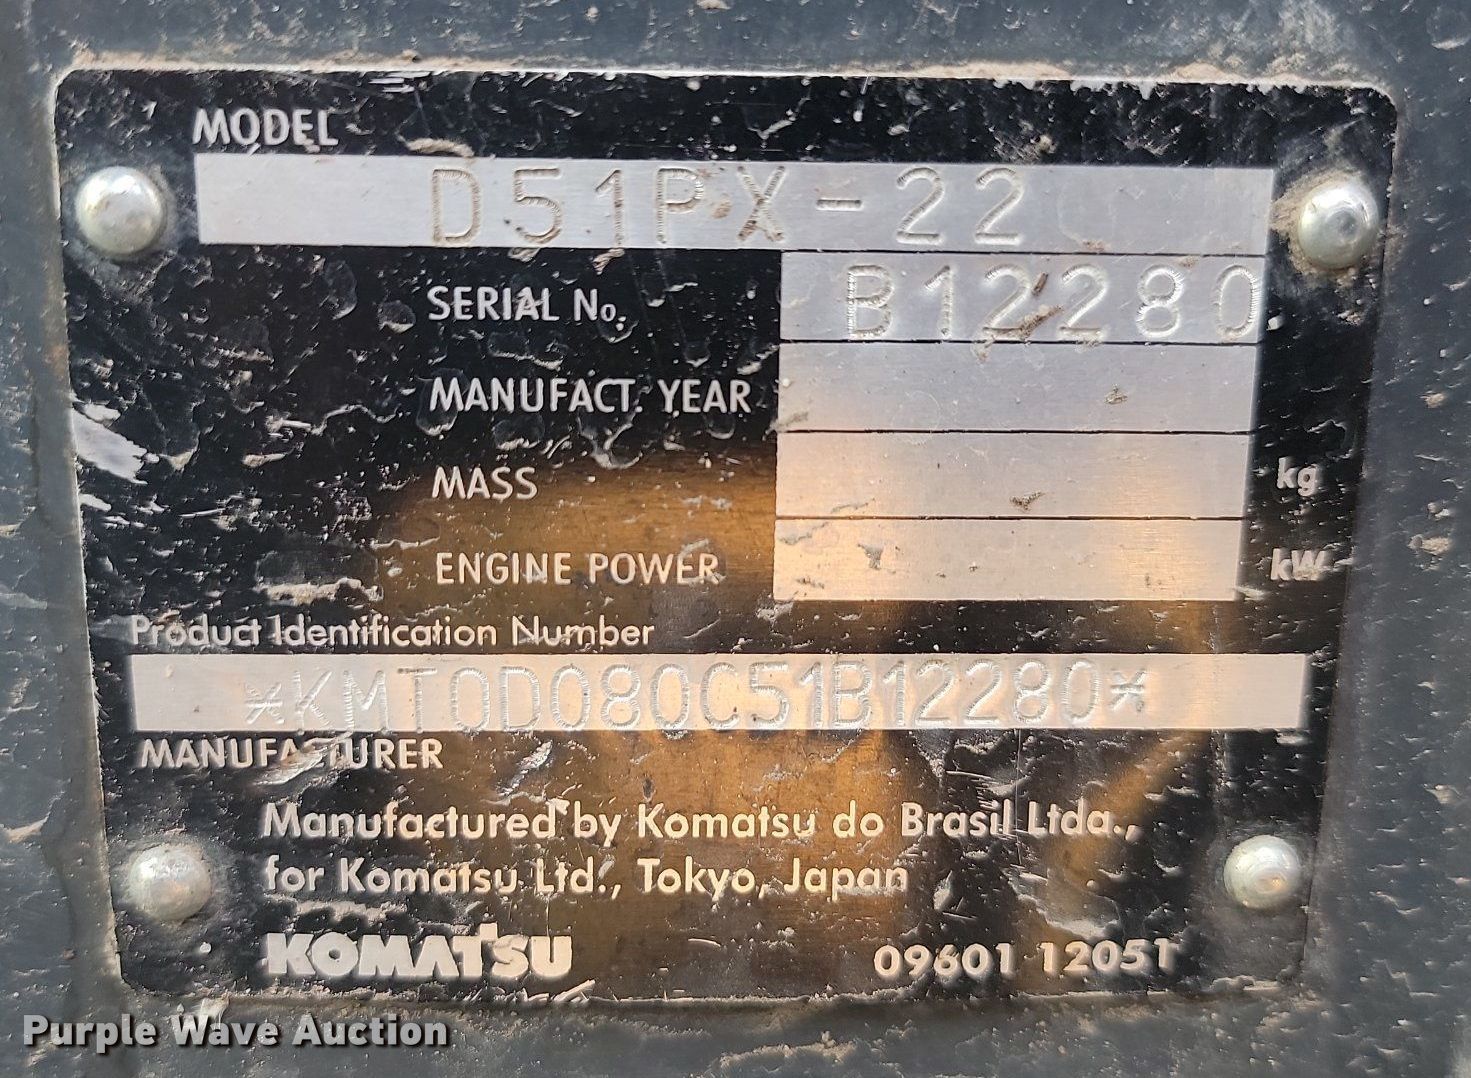 MODEL
D51PX-22
SERIAL No. B12280
MANUFACT. YEAR
MASS kg
ENGINE POWER kW
Product Identification Number
*KMT0D080C51B12280*
MANUFACTURER
Manufactured by Komatsu do Brasil Ltda.,
for Komatsu Ltd., Tokyo, Japan
KOMATSU 09601 12051
Purple Wave Auction